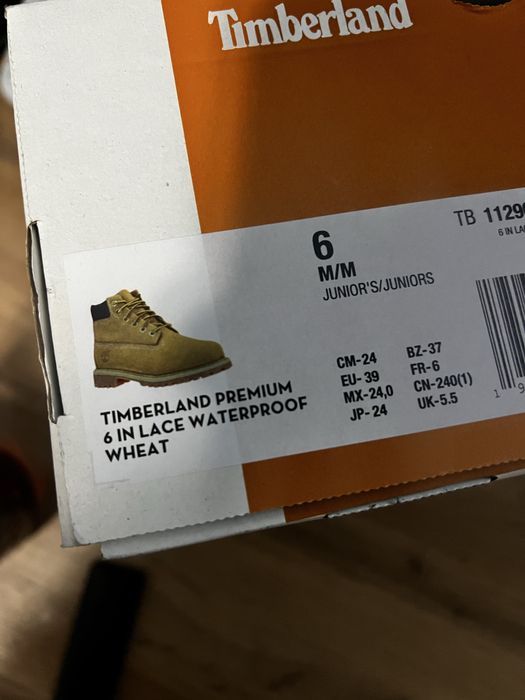 Timberland
TB 1129
6 IN
6
M/M
JUNIOR'S/JUNIORS
CM-24 BZ-37
EU- 39 FR-6
MX-24,0 CN-240(1)
JP- 24 UK-5.5
TIMBERLAND PREMIUM
6 IN LACE WATERPROOF
WHEAT
1